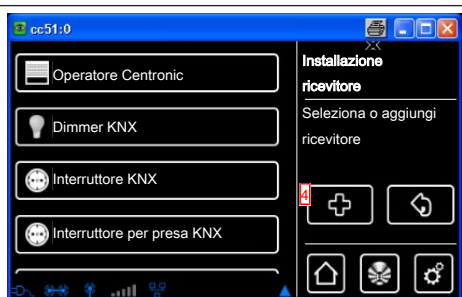 cc51:0
Operatore Centronic
Dimmer KNX
Interruttore KNX
Interruttore per presa KNX
Installazione
ricevitore
Seleziona o aggiungi
ricevitore
4